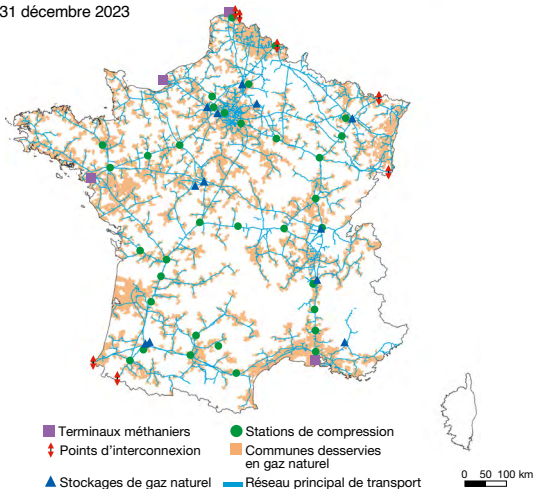 31 décembre 2023
Terminaux méthaniers
Stations de compression
Points d'interconnexion
Communes desservies
en gaz naturel
Stockages de gaz naturel
Réseau principal de transport
0 50 100 km